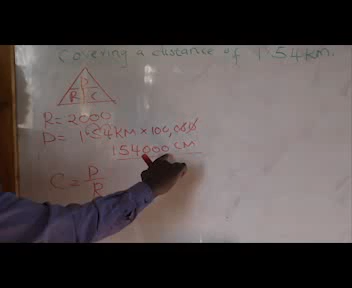 Covering a distance of 1.54km.
D
R C
R = 2000
D = 1.54KM × 100,000
154000 CM
C = D
R